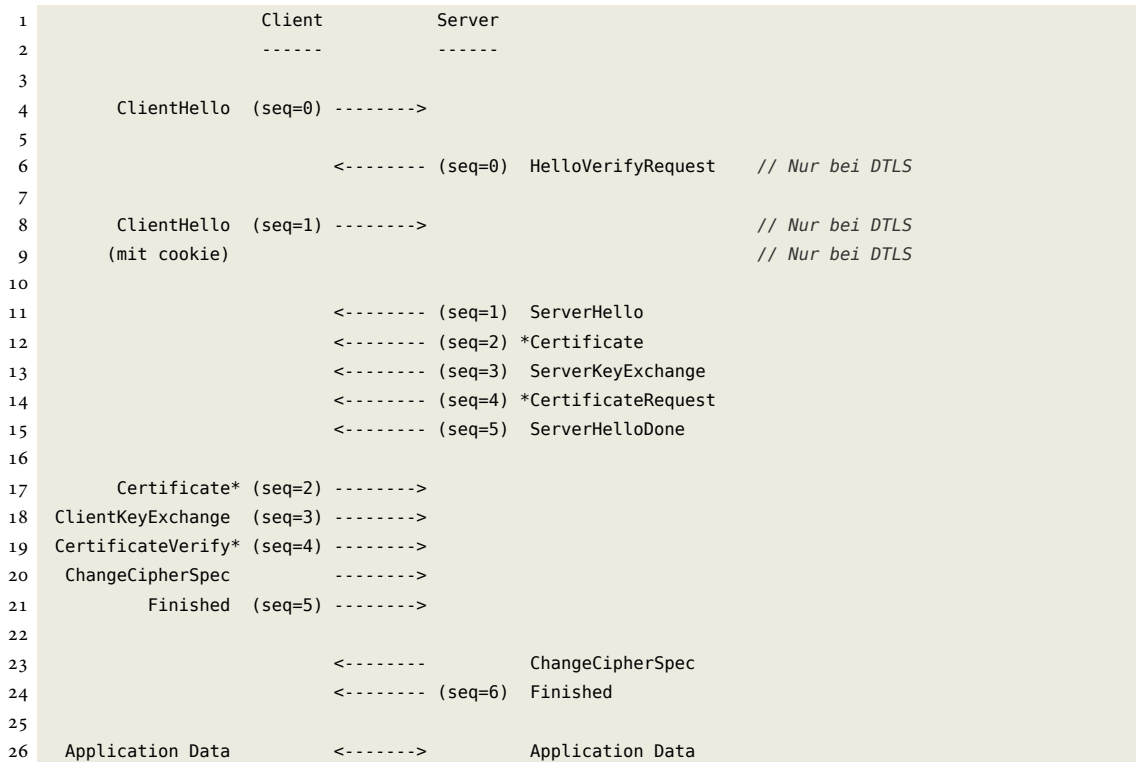 1 Client Server
2 ------ ------
3
4 ClientHello (seq=0) -------->
5
6 <-------- (seq=0) HelloVerifyRequest // Nur bei DTLS
7
8 ClientHello (seq=1) --------> // Nur bei DTLS
9 (mit cookie) // Nur bei DTLS
10
11 <-------- (seq=1) ServerHello
12 <-------- (seq=2) *Certificate
13 <-------- (seq=3) ServerKeyExchange
14 <-------- (seq=4) *CertificateRequest
15 <-------- (seq=5) ServerHelloDone
16
17 Certificate* (seq=2) -------->
18 ClientKeyExchange (seq=3) -------->
19 CertificateVerify* (seq=4) -------->
20 ChangeCipherSpec -------->
21 Finished (seq=5) -------->
22
23 <-------- ChangeCipherSpec
24 <-------- (seq=6) Finished
25
26 Application Data <-------> Application Data